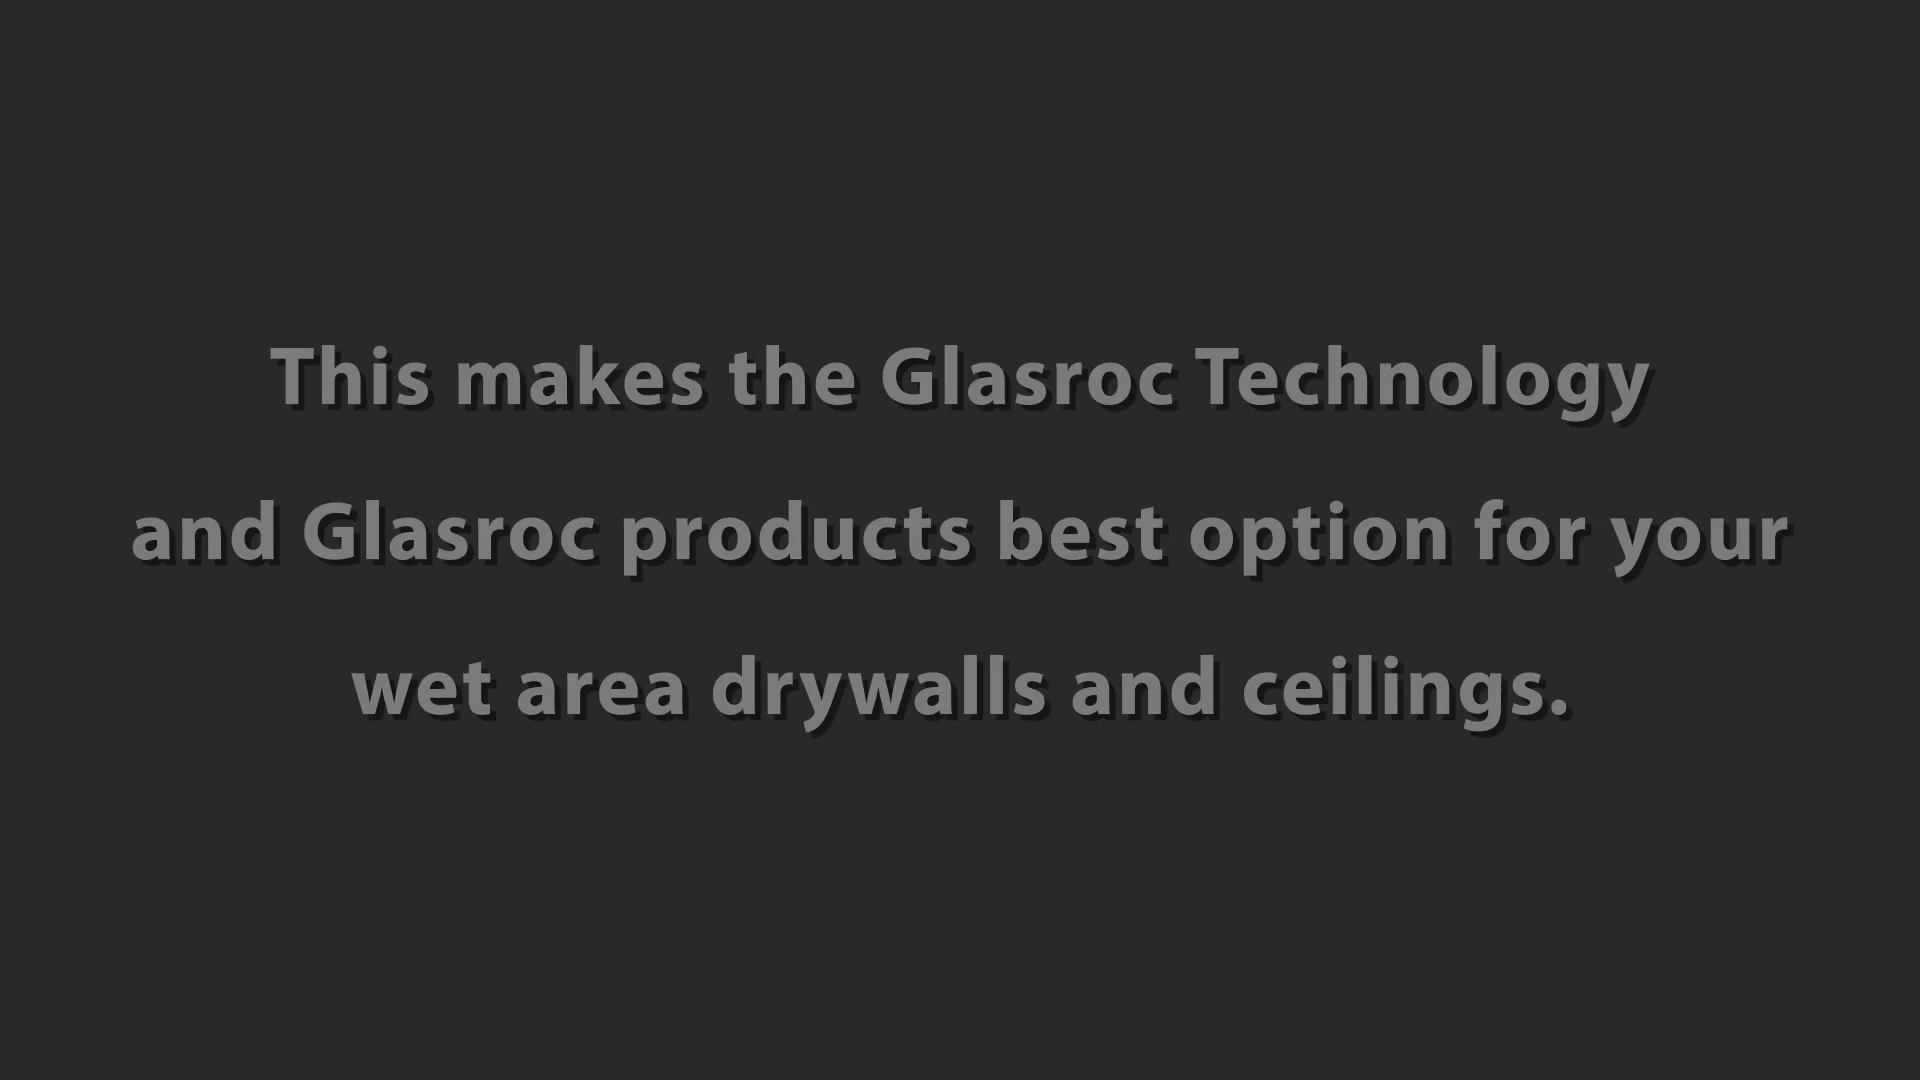 This makes the Glasroc Technology
and Glasroc products best option for your
wet area drywalls and ceilings.